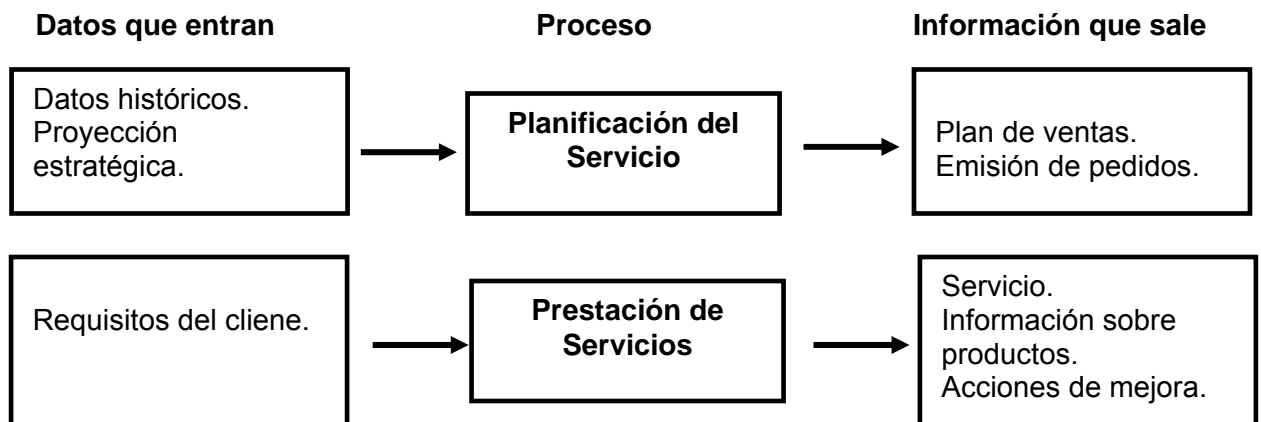 Datos que entran
Proceso
Información que sale
Datos históricos.
Proyección
estratégica.
Planificación del
Servicio
Plan de ventas.
Emisión de pedidos.
Requisitos del cliene.
Prestación de
Servicios
Servicio.
Información sobre
productos.
Acciones de mejora.